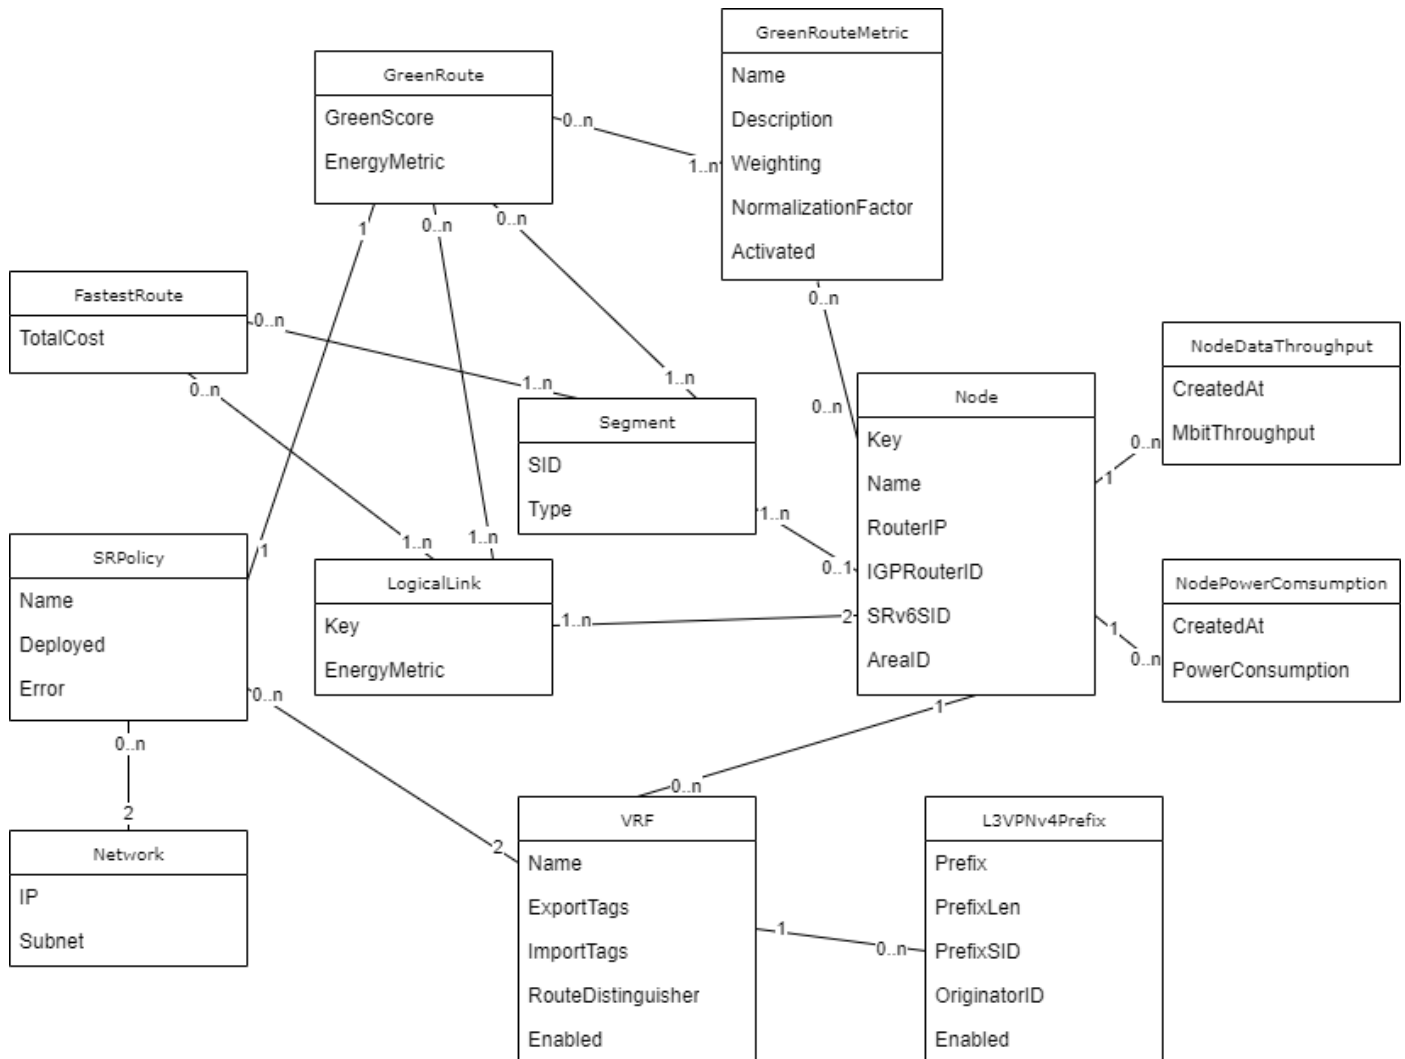 GreenRouteMetric
Name
Description
Weighting
NormalizationFactor
Activated
GreenRoute
GreenScore
EnergyMetric
0..n
1..n
1
0..n
0..n
0..n
FastestRoute
TotalCost
0..n
0..n
1..n
1..n
0..n
Segment
SID
Type
Node
Key
Name
RouterIP
IGPRouterID
SRv6SID
AreaID
NodeDataThroughput
CreatedAt
MbitThroughput
0..n
1
1..n
0..1
1
1..n
1..n
SRPolicy
Name
Deployed
Error
LogicalLink
Key
EnergyMetric
1..n
2
NodePowerComsumption
CreatedAt
PowerConsumption
1
0..n
0..n
0..n
2
1
0..n
2
Network
IP
Subnet
VRF
Name
ExportTags
ImportTags
RouteDistinguisher
Enabled
1
0..n
L3VPNv4Prefix
Prefix
PrefixLen
PrefixSID
OriginatorID
Enabled